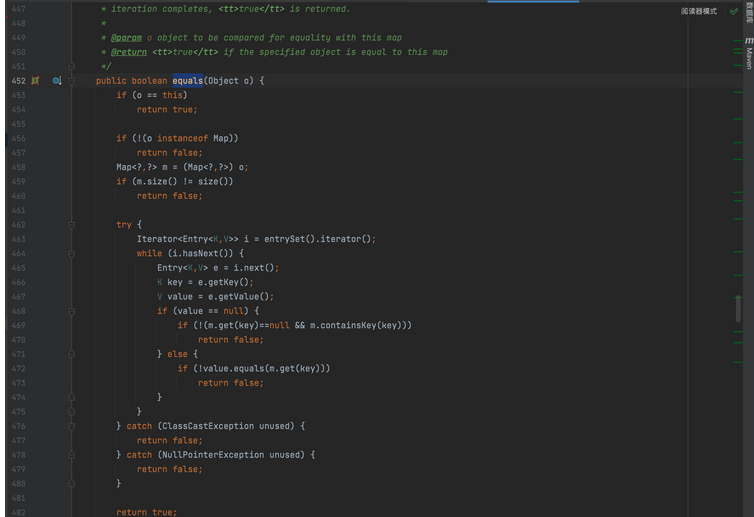 447 * iteration completes, <tt>true</tt> is returned.
448 *
449 * @param o object to be compared for equality with this map
450 * @return <tt>true</tt> if the specified object is equal to this map
451 */
452 public boolean equals(Object o) {
453 if (o == this)
454 return true;
455
456 if (!(o instanceof Map))
457 return false;
458 Map<?,?> m = (Map<?,?>) o;
459 if (m.size() != size())
460 return false;
461
462 try {
463 Iterator<Entry<K,V>> i = entrySet().iterator();
464 while (i.hasNext()) {
465 Entry<K,V> e = i.next();
466 K key = e.getKey();
467 V value = e.getValue();
468 if (value == null) {
469 if (!(m.get(key)==null && m.containsKey(key)))
470 return false;
471 } else {
472 if (!value.equals(m.get(key)))
473 return false;
474 }
475 }
476 } catch (ClassCastException unused) {
477 return false;
478 } catch (NullPointerException unused) {
479 return false;
480 }
481
482 return true;
阅读器模式
数据库
m Maven